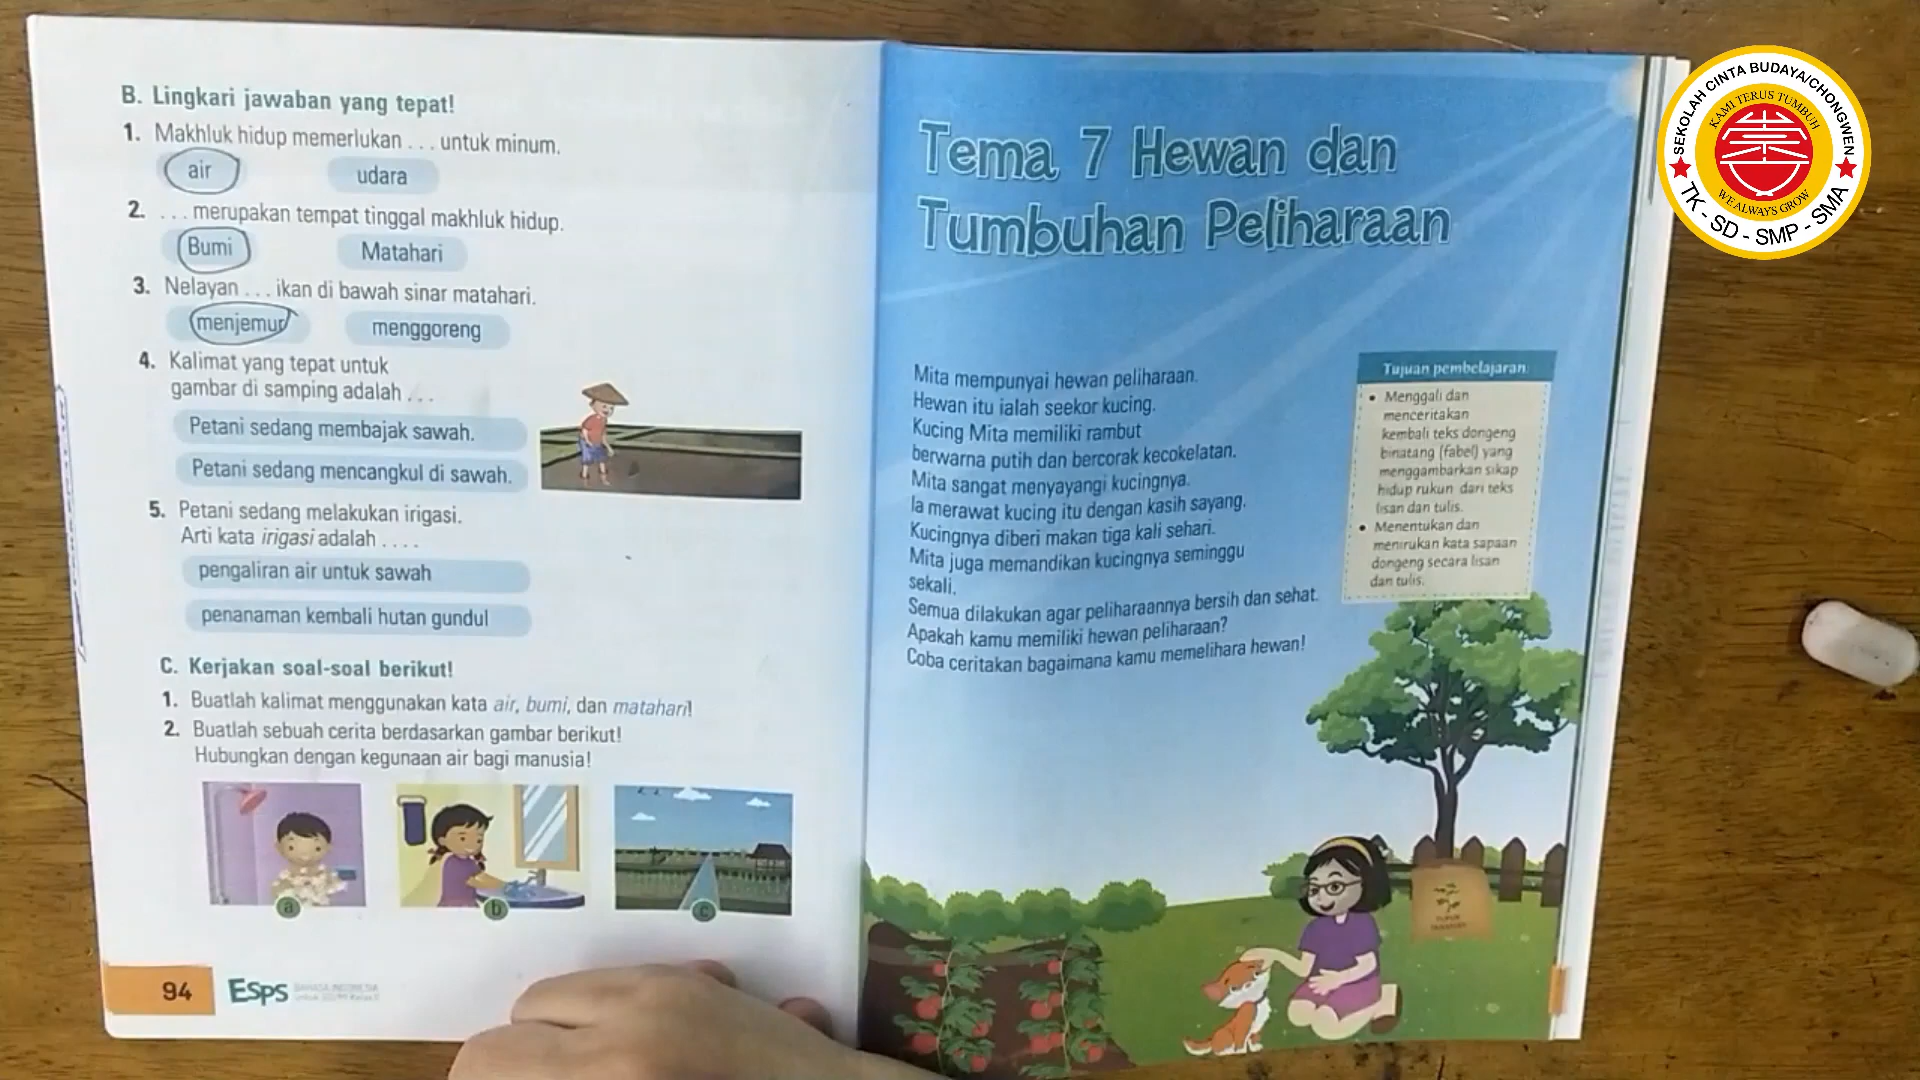 B. Lingkari jawaban yang tepat!
1. Makhluk hidup memerlukan . . . untuk minum.
air udara
2. . . . merupakan tempat tinggal makhluk hidup.
Bumi Matahari
3. Nelayan . . . ikan di bawah sinar matahari.
menjemur menggoreng
4. Kalimat yang tepat untuk
gambar di samping adalah . . .
Petani sedang membajak sawah.
Petani sedang mencangkul di sawah.
5. Petani sedang melakukan irigasi.
Arti kata irigasi adalah . . . .
pengaliran air untuk sawah
penanaman kembali hutan gundul
C. Kerjakan soal-soal berikut!
1. Buatlah kalimat menggunakan kata air, bumi, dan matahari!
2. Buatlah sebuah cerita berdasarkan gambar berikut!
Hubungkan dengan kegunaan air bagi manusia!
a b c
94 Esps BAHASA INDONESIA
Tema 7 Hewan dan
Tumbuhan Peliharaan
Mita mempunyai hewan peliharaan.
Hewan itu ialah seekor kucing.
Kucing Mita memiliki rambut
berwarna putih dan bercorak kecokelatan.
Mita sangat menyayangi kucingnya.
Ia merawat kucing itu dengan kasih sayang.
Kucingnya diberi makan tiga kali sehari.
Mita juga memandikan kucingnya seminggu
sekali.
Semua dilakukan agar peliharaannya bersih dan sehat.
Apakah kamu memiliki hewan peliharaan?
Coba ceritakan bagaimana kamu memelihara hewan!
Tujuan pembelajaran:
• Menggali dan
menceritakan
kembali teks dongeng
binatang (fabel) yang
menggambarkan sikap
hidup rukun dari teks
lisan dan tulis.
• Menentukan dan
menirukan kata sapaan
dongeng secara lisan
dan tulis.
SEKOLAH CINTA BUDAYA/CHONGWEN
KAMI TERUS TUMBUH
WE ALWAYS GROW
TK - SD - SMP - SMA